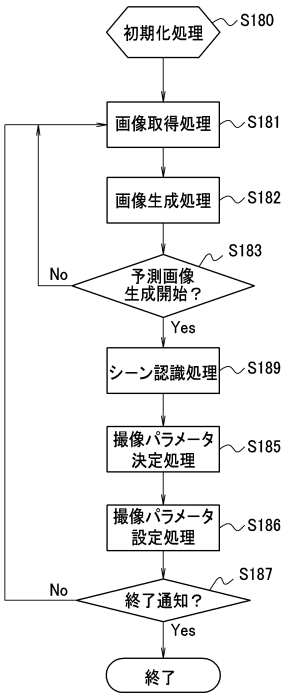 初期化処理
S180
画像取得処理
S181
画像生成処理
S182
予測画像
生成開始？
S183
No
Yes
シーン認識処理
S189
撮像パラメータ
決定処理
S185
撮像パラメータ
設定処理
S186
終了通知？
S187
No
Yes
終了